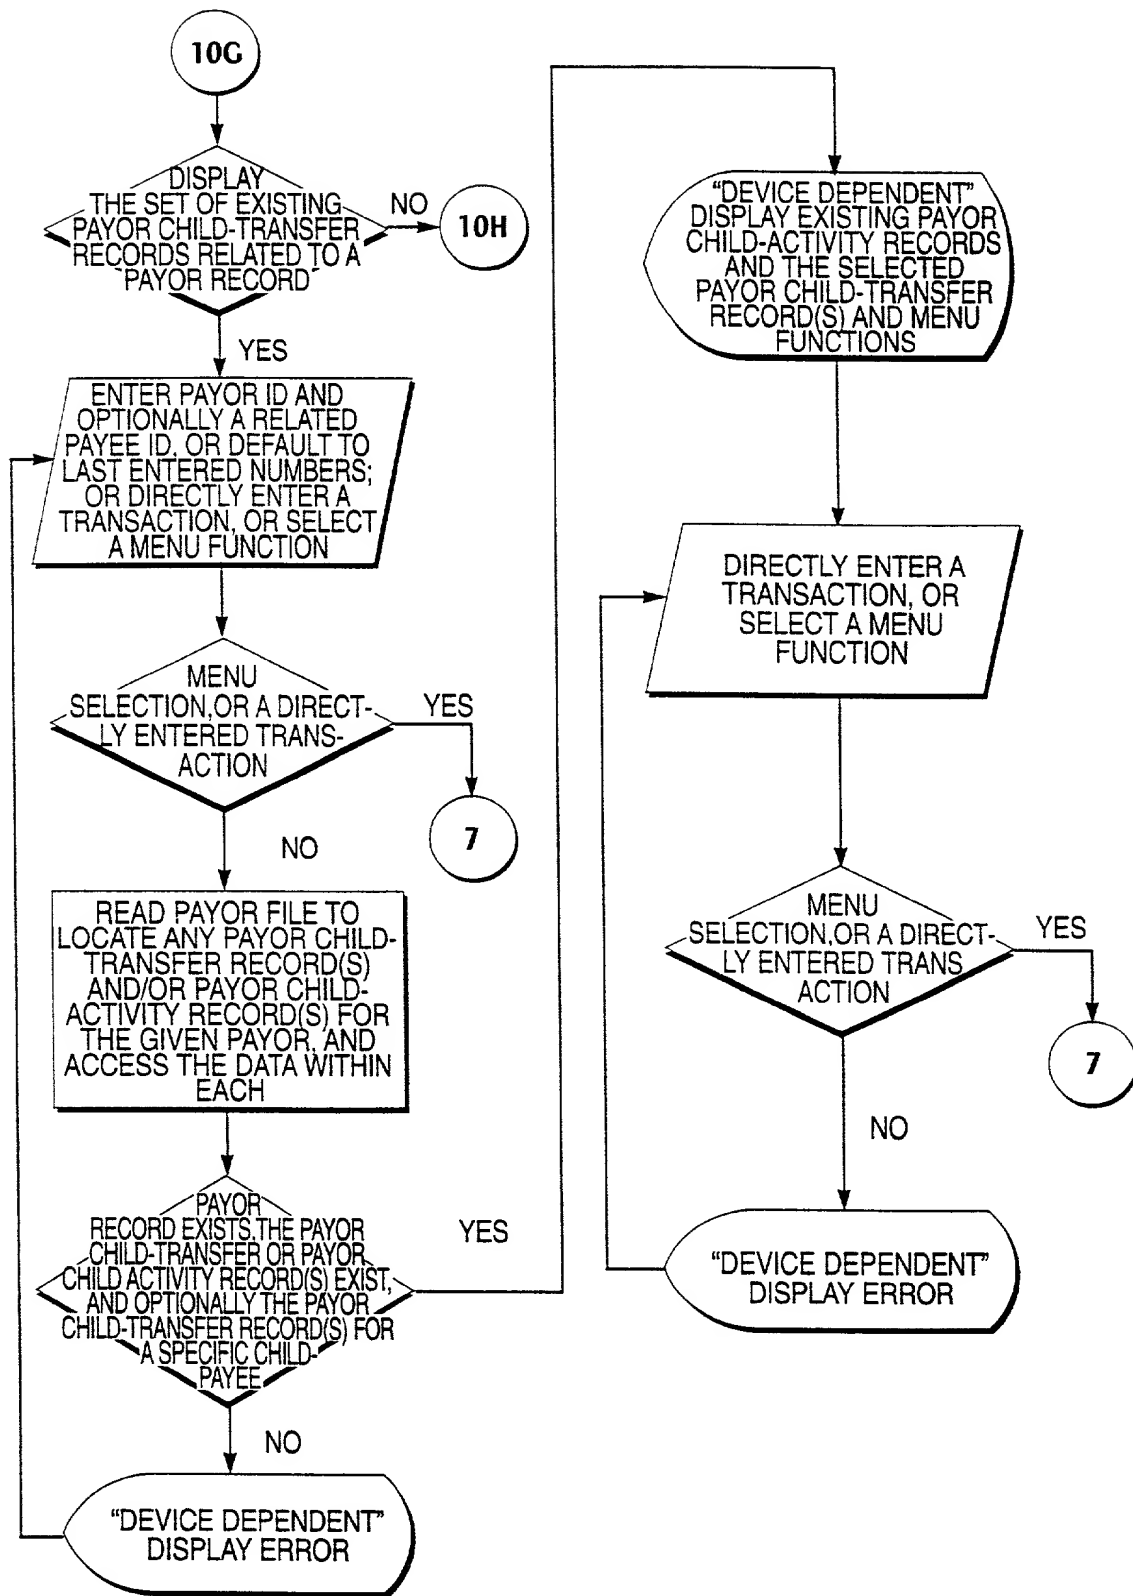 10G
DISPLAY
THE SET OF EXISTING
PAYOR CHILD-TRANSFER
RECORDS RELATED TO A
PAYOR RECORD
NO
10H
YES
ENTER PAYOR ID AND
OPTIONALLY A RELATED
PAYEE ID, OR DEFAULT TO
LAST ENTERED NUMBERS;
OR DIRECTLY ENTER A
TRANSACTION, OR SELECT
A MENU FUNCTION
MENU
SELECTION,OR A DIRECT-
LY ENTERED TRANS-
ACTION
YES
7
NO
READ PAYOR FILE TO
LOCATE ANY PAYOR CHILD-
TRANSFER RECORD(S)
AND/OR PAYOR CHILD-
ACTIVITY RECORD(S) FOR
THE GIVEN PAYOR, AND
ACCESS THE DATA WITHIN
EACH
PAYOR
RECORD EXISTS,THE PAYOR
CHILD-TRANSFER OR PAYOR
CHILD ACTIVITY RECORD(S) EXIST,
AND OPTIONALLY THE PAYOR
CHILD-TRANSFER RECORD(S) FOR
A SPECIFIC CHILD-
PAYEE
YES
NO
“DEVICE DEPENDENT”
DISPLAY ERROR
“DEVICE DEPENDENT”
DISPLAY EXISTING PAYOR
CHILD-ACTIVITY RECORDS
AND THE SELECTED
PAYOR CHILD-TRANSFER
RECORD(S) AND MENU
FUNCTIONS
DIRECTLY ENTER A
TRANSACTION, OR
SELECT A MENU
FUNCTION
MENU
SELECTION,OR A DIRECT-
LY ENTERED TRANS
ACTION
YES
7
NO
“DEVICE DEPENDENT”
DISPLAY ERROR